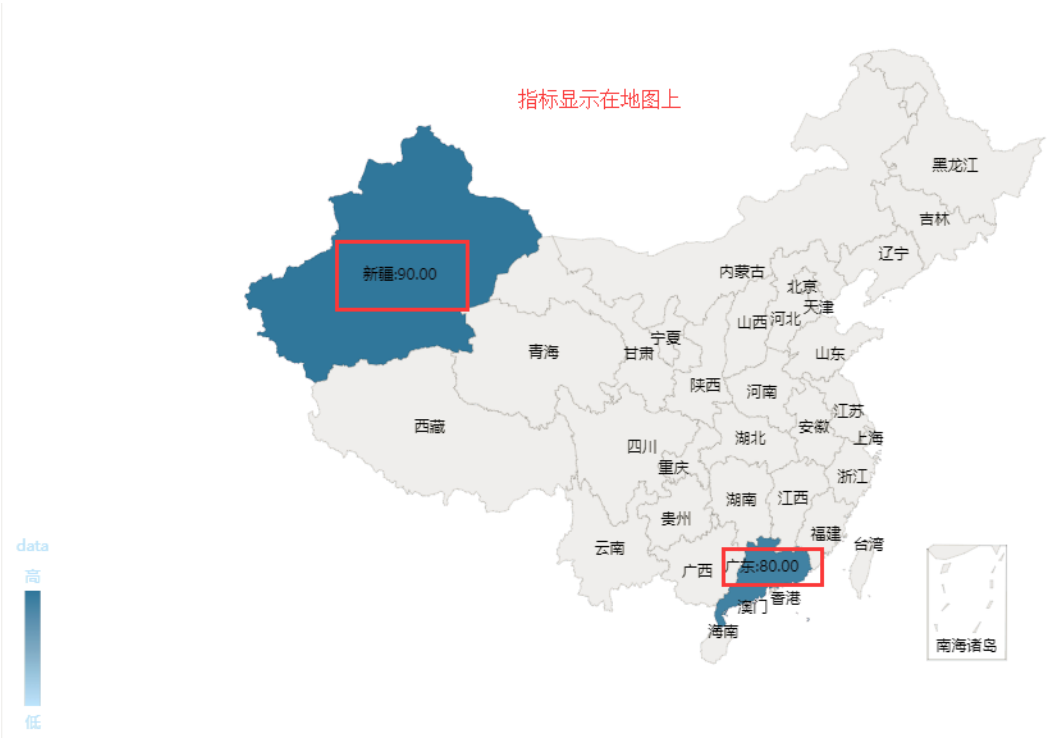 指标显示在地图上
黑龙江
吉林
辽宁
内蒙古
新疆:90.00
北京
天津
山西
河北
宁夏
青海
甘肃
山东
陕西
河南
江苏
西藏
安徽
湖北
上海
四川
重庆
浙江
湖南
江西
贵州
福建
台湾
云南
data
广东:80.00
广西
高
香港
澳门
海南
南海诸岛
低